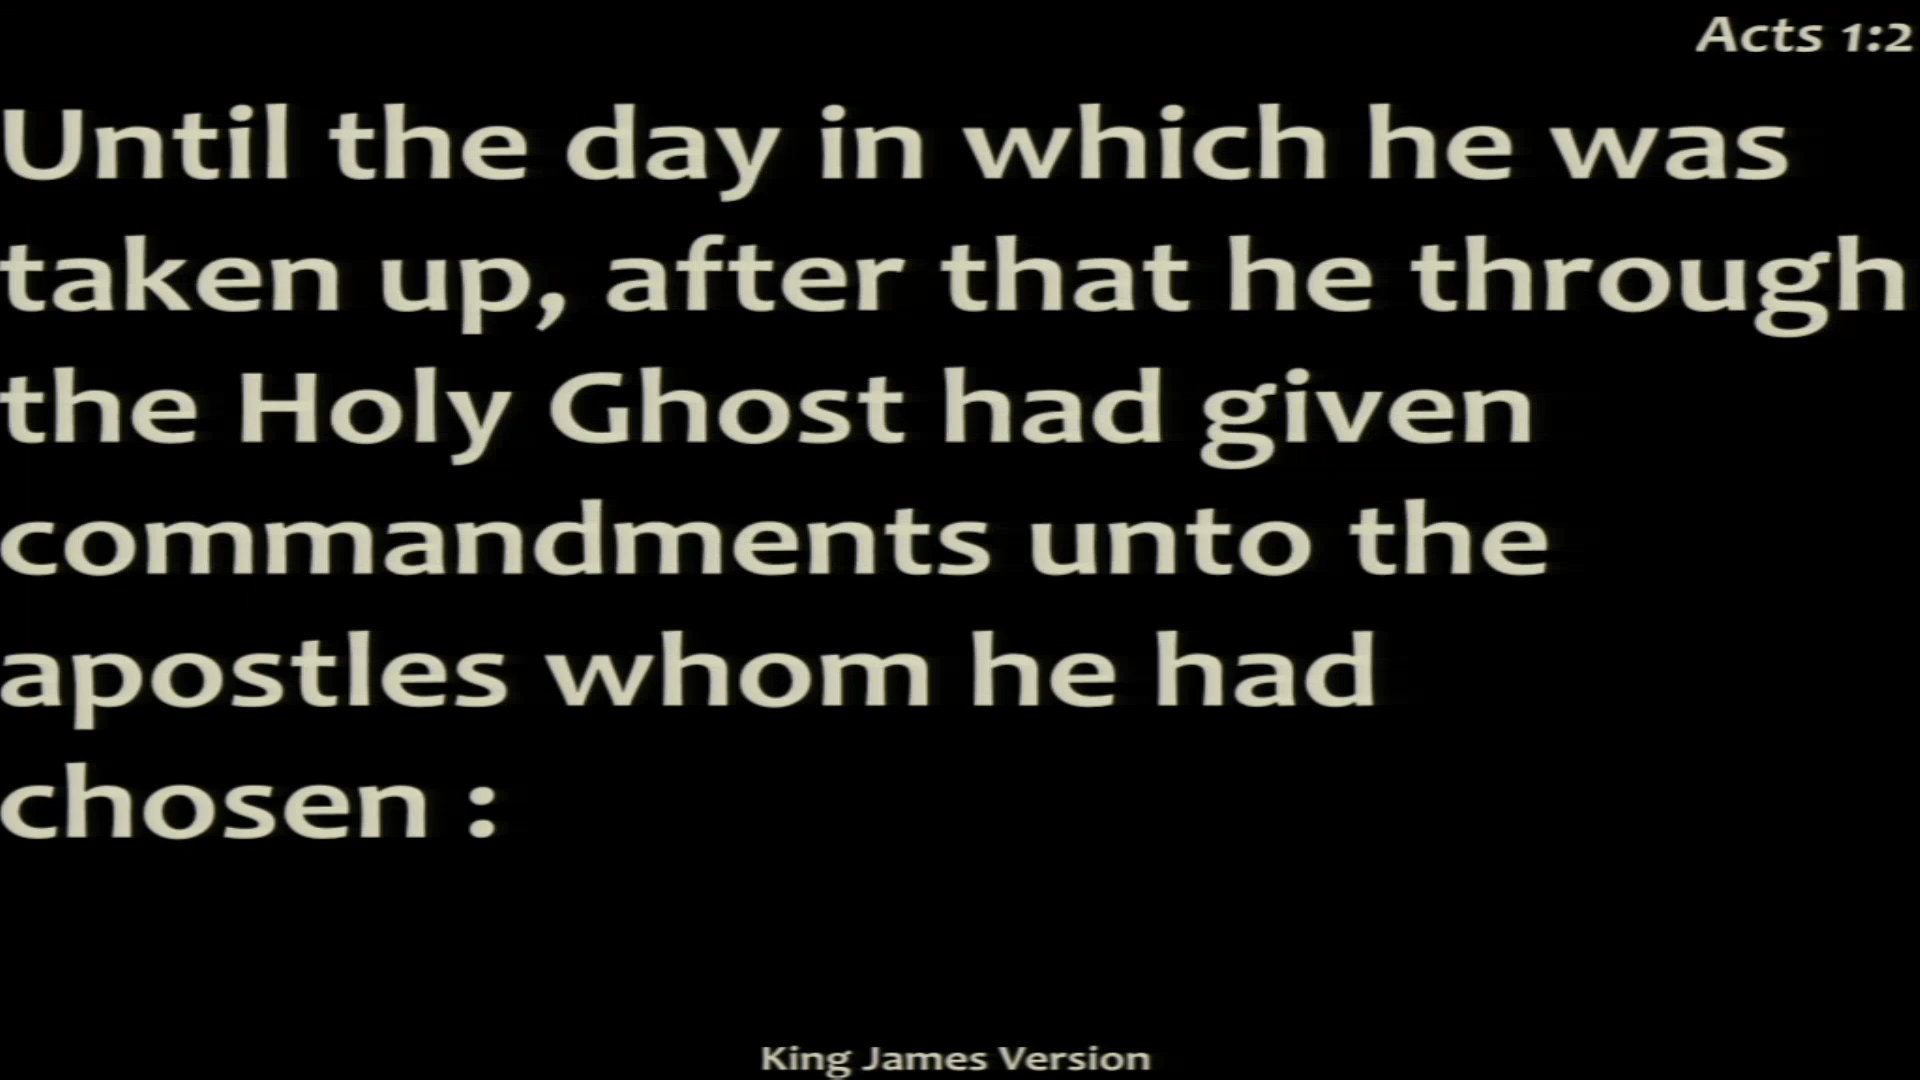 Acts 1:2
Until the day in which he was
taken up, after that he through
the Holy Ghost had given
commandments unto the
apostles whom he had
chosen :
King James Version